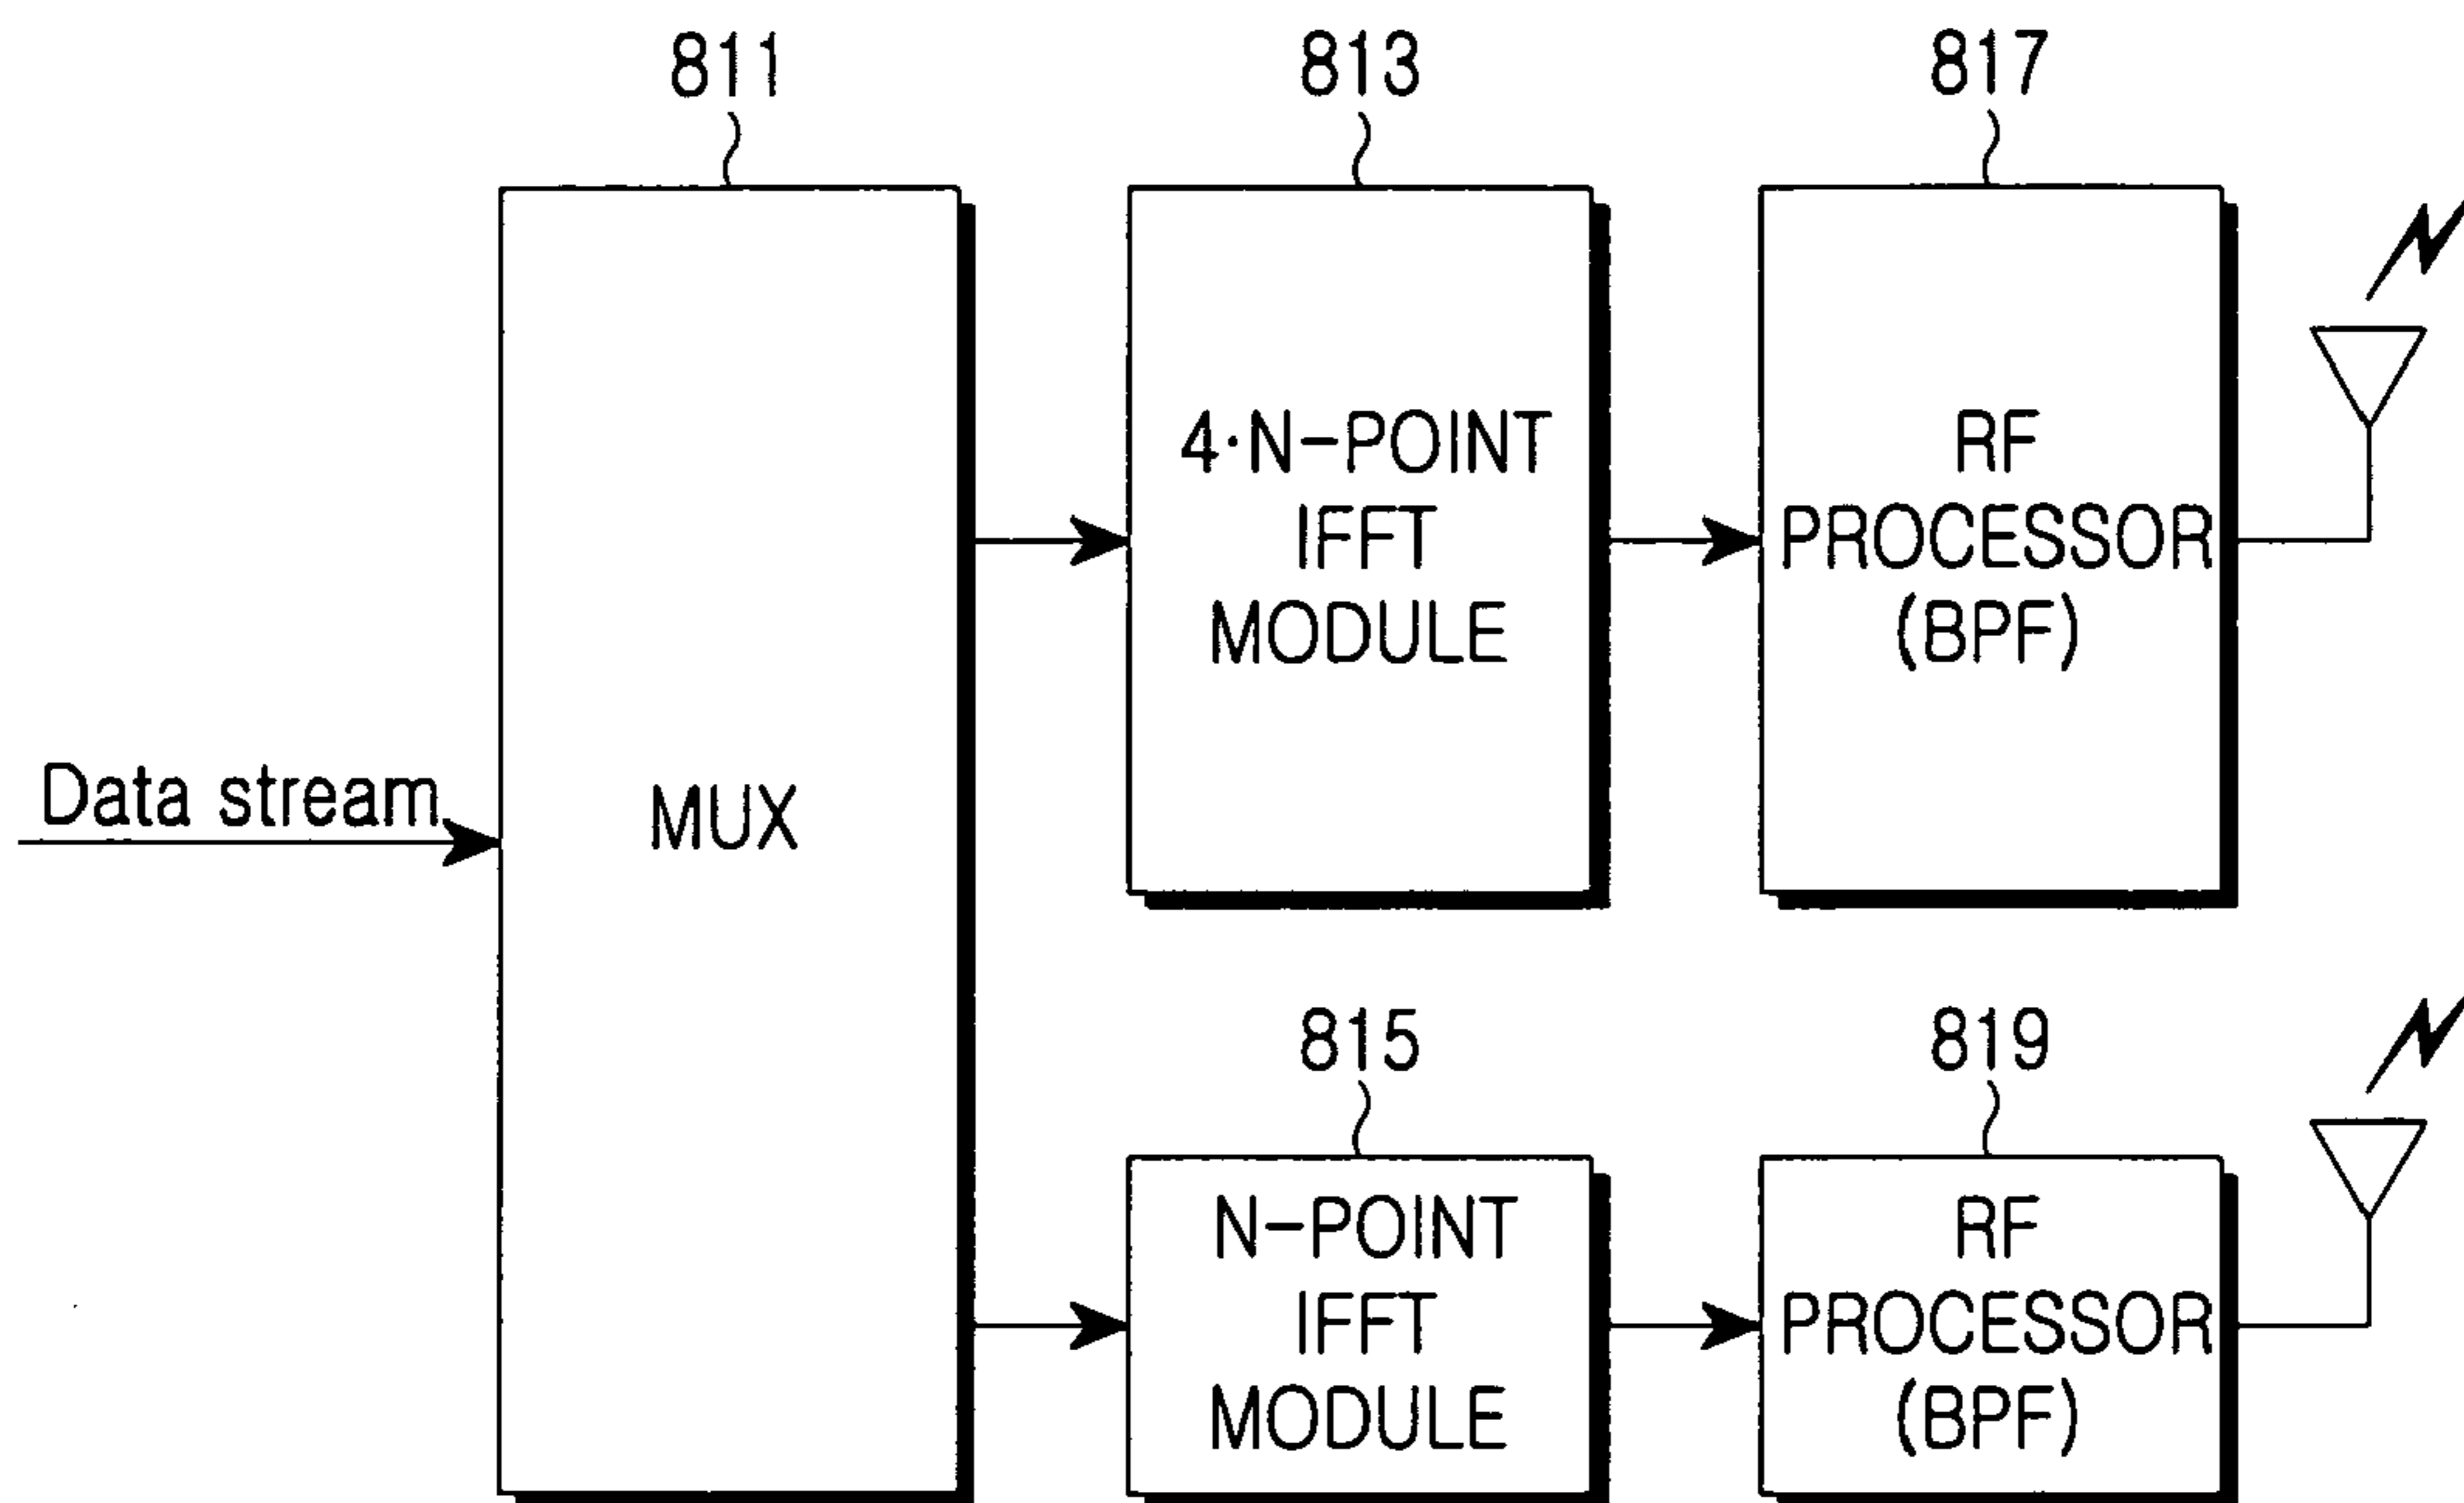 811
813
817
4·N-POINT
IFFT
MODULE
RF
PROCESSOR
(BPF)
Data stream
MUX
815
819
N-POINT
IFFT
MODULE
RF
PROCESSOR
(BPF)